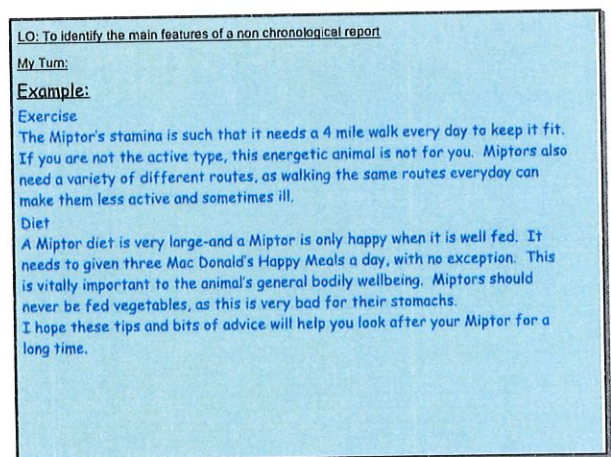 LO: To identify the main features of a non chronological report
My Turn:
Example:
Exercise
The Miptor's stamina is such that it needs a 4 mile walk every day to keep it fit.
If you are not the active type, this energetic animal is not for you. Miptors also
need a variety of different routes, as walking the same routes everyday can
make them less active and sometimes ill.
Diet
A Miptor diet is very large-and a Miptor is only happy when it is well fed. It
needs to given three Mac Donald's Happy Meals a day, with no exception. This
is vitally important to the animal's general bodily wellbeing. Miptors should
never be fed vegetables, as this is very bad for their stomachs.
I hope these tips and bits of advice will help you look after your Miptor for a
long time.